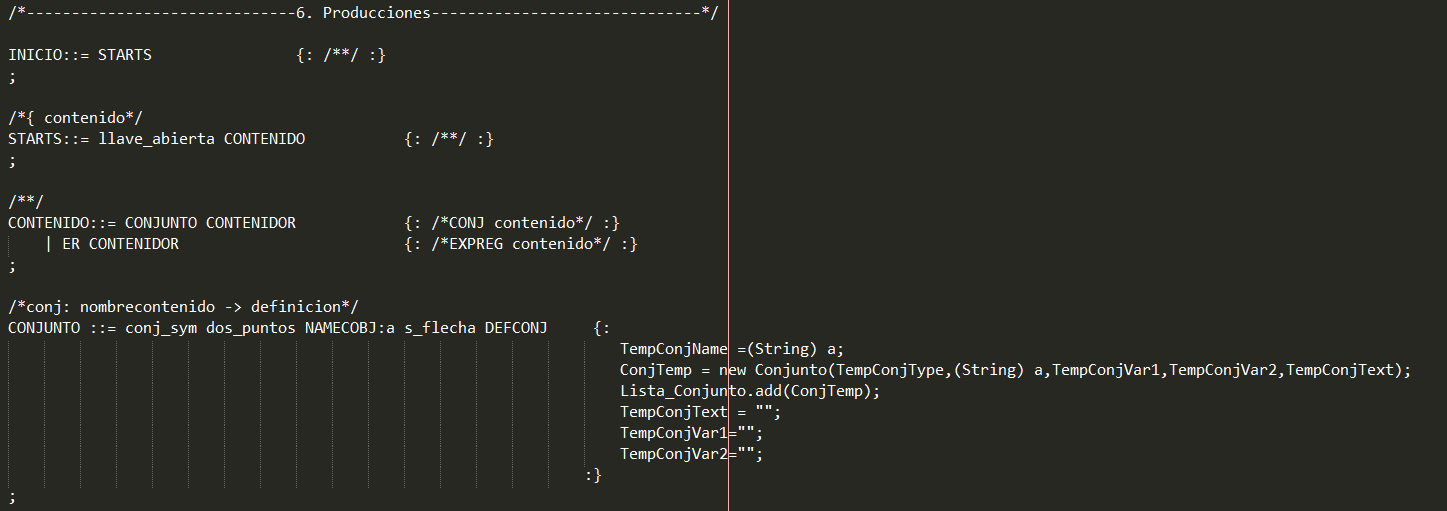 /*------------------------------6. Producciones------------------------------*/
INICIO::= STARTS {: /**/ :}
;
/*{ contenido*/
STARTS::= llave_abierta CONTENIDO {: /**/ :}
;
/**/
CONTENIDO::= CONJUNTO CONTENIDOR {: /*CONJ contenido*/ :}
| ER CONTENIDOR {: /*EXPREG contenido*/ :}
;
/*conj: nombrecontenido -> definicion*/
CONJUNTO ::= conj_sym dos_puntos NAMECOBJ:a s_flecha DEFCONJ {:
TempConjName =(String) a;
ConjTemp = new Conjunto(TempConjType,(String) a,TempConjVar1,TempConjVar2,TempConjText);
Lista_Conjunto.add(ConjTemp);
TempConjText = "";
TempConjVar1="";
TempConjVar2="";
:}
;